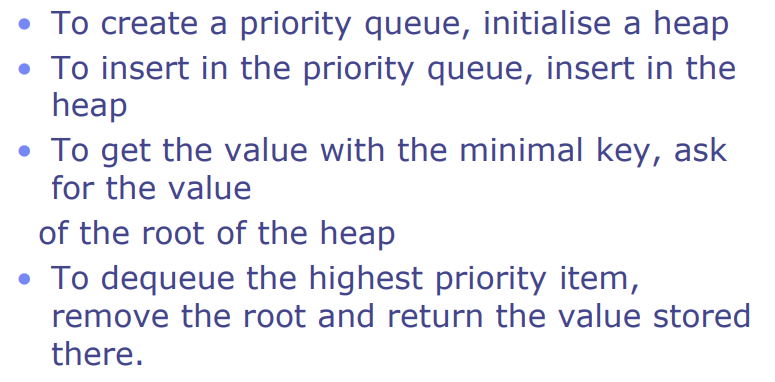 • To create a priority queue, initialise a heap
• To insert in the priority queue, insert in the
heap
• To get the value with the minimal key, ask
for the value
of the root of the heap
• To dequeue the highest priority item,
remove the root and return the value stored
there.